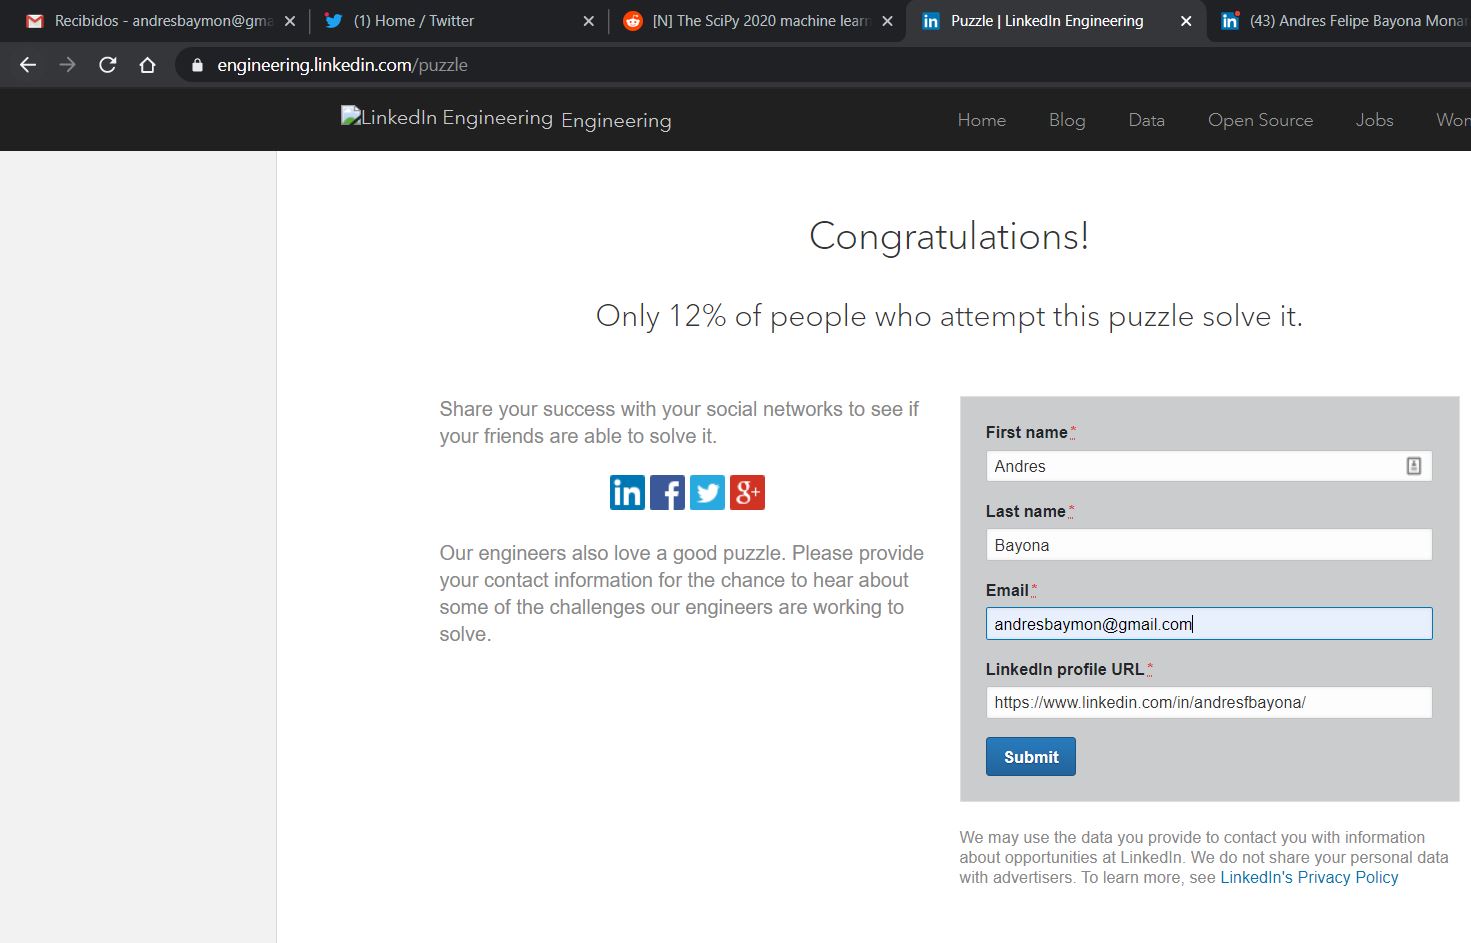 Recibidos - andresbaymon@gma
(1) Home / Twitter
[N] The SciPy 2020 machine learn
Puzzle | LinkedIn Engineering
(43) Andres Felipe Bayona Mona
engineering.linkedin.com/puzzle
LinkedIn Engineering Engineering
Home Blog Data Open Source Jobs Wom
Congratulations!
Only 12% of people who attempt this puzzle solve it.
Share your success with your social networks to see if
your friends are able to solve it.
in f g+
Our engineers also love a good puzzle. Please provide
your contact information for the chance to hear about
some of the challenges our engineers are working to
solve.
First name*
Andres
Last name*
Bayona
Email*
andresbaymon@gmail.com
LinkedIn profile URL*
https://www.linkedin.com/in/andresfbayona/
Submit
We may use the data you provide to contact you with information
about opportunities at LinkedIn. We do not share your personal data
with advertisers. To learn more, see LinkedIn's Privacy Policy